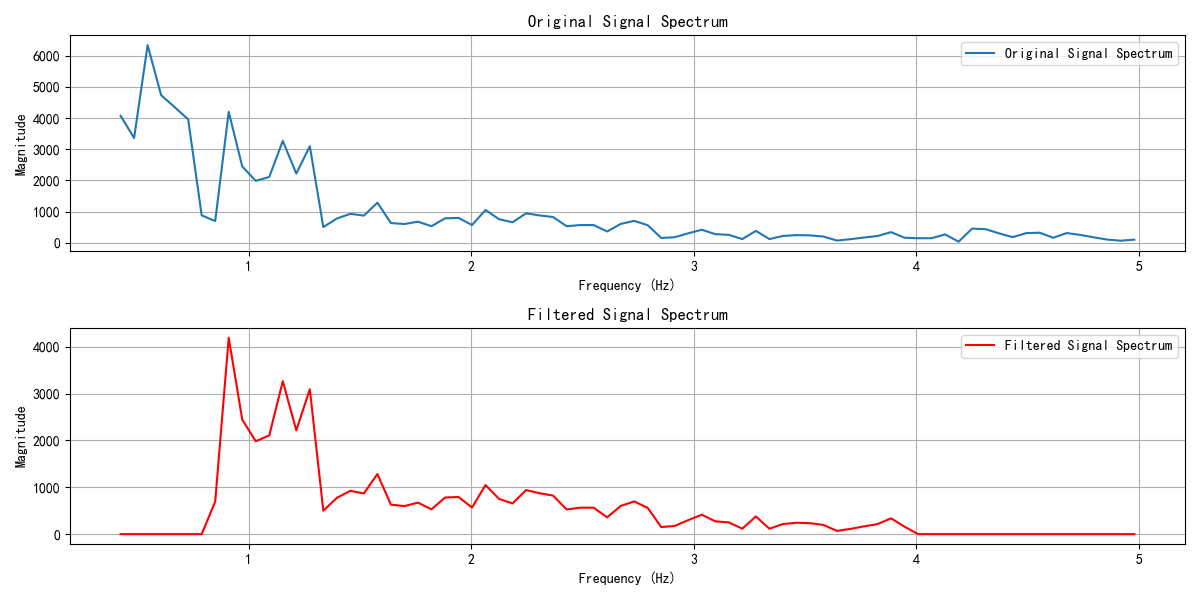 Original Signal Spectrum
Original Signal Spectrum
Magnitude
6000
5000
4000
3000
2000
1000
0
1 2 3 4 5
Frequency (Hz)
Filtered Signal Spectrum
Filtered Signal Spectrum
Magnitude
4000
3000
2000
1000
0
1 2 3 4 5
Frequency (Hz)